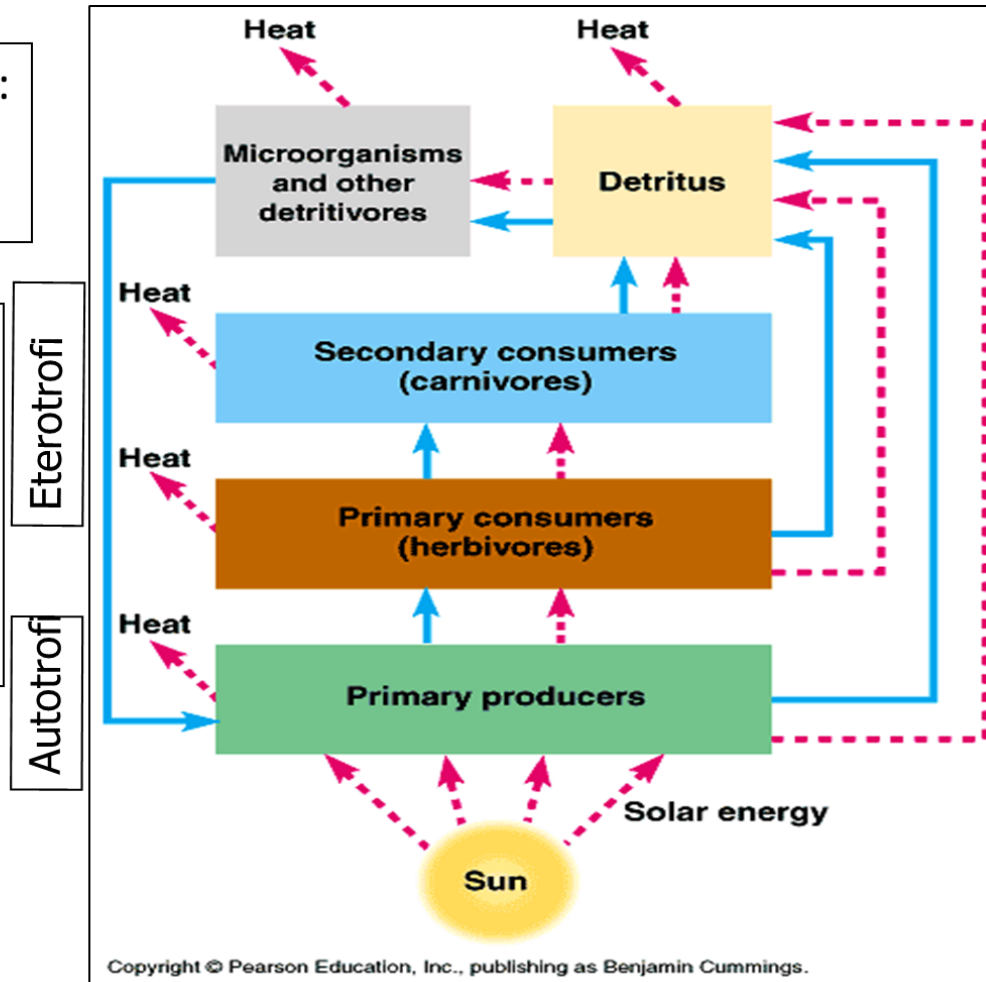 :
Heat
Heat
Microorganisms
and other
detritivores
Detritus
Heat
Secondary consumers
(carnivores)
Eterotrofi
Heat
Primary consumers
(herbivores)
Heat
Primary producers
Autotrofi
Solar energy
Sun
Copyright © Pearson Education, Inc., publishing as Benjamin Cummings.